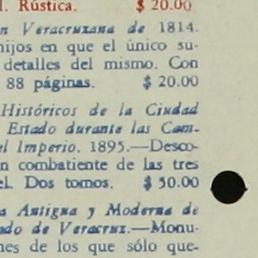 l. Rústica. $ 20.00
n Veracruzana de 1814.
hijos en que el único su-
detalles del mismo. Con
88 páginas. $ 20.00
Históricos de la Ciudad
Estado durante las Cam-
el Imperio. 1895.—Desco-
n combatiente de las tres
el. Dos tomos. $ 50.00
a Antigua y Moderna de
ado de Veracruz.—Monu-
nes de los que sólo que-